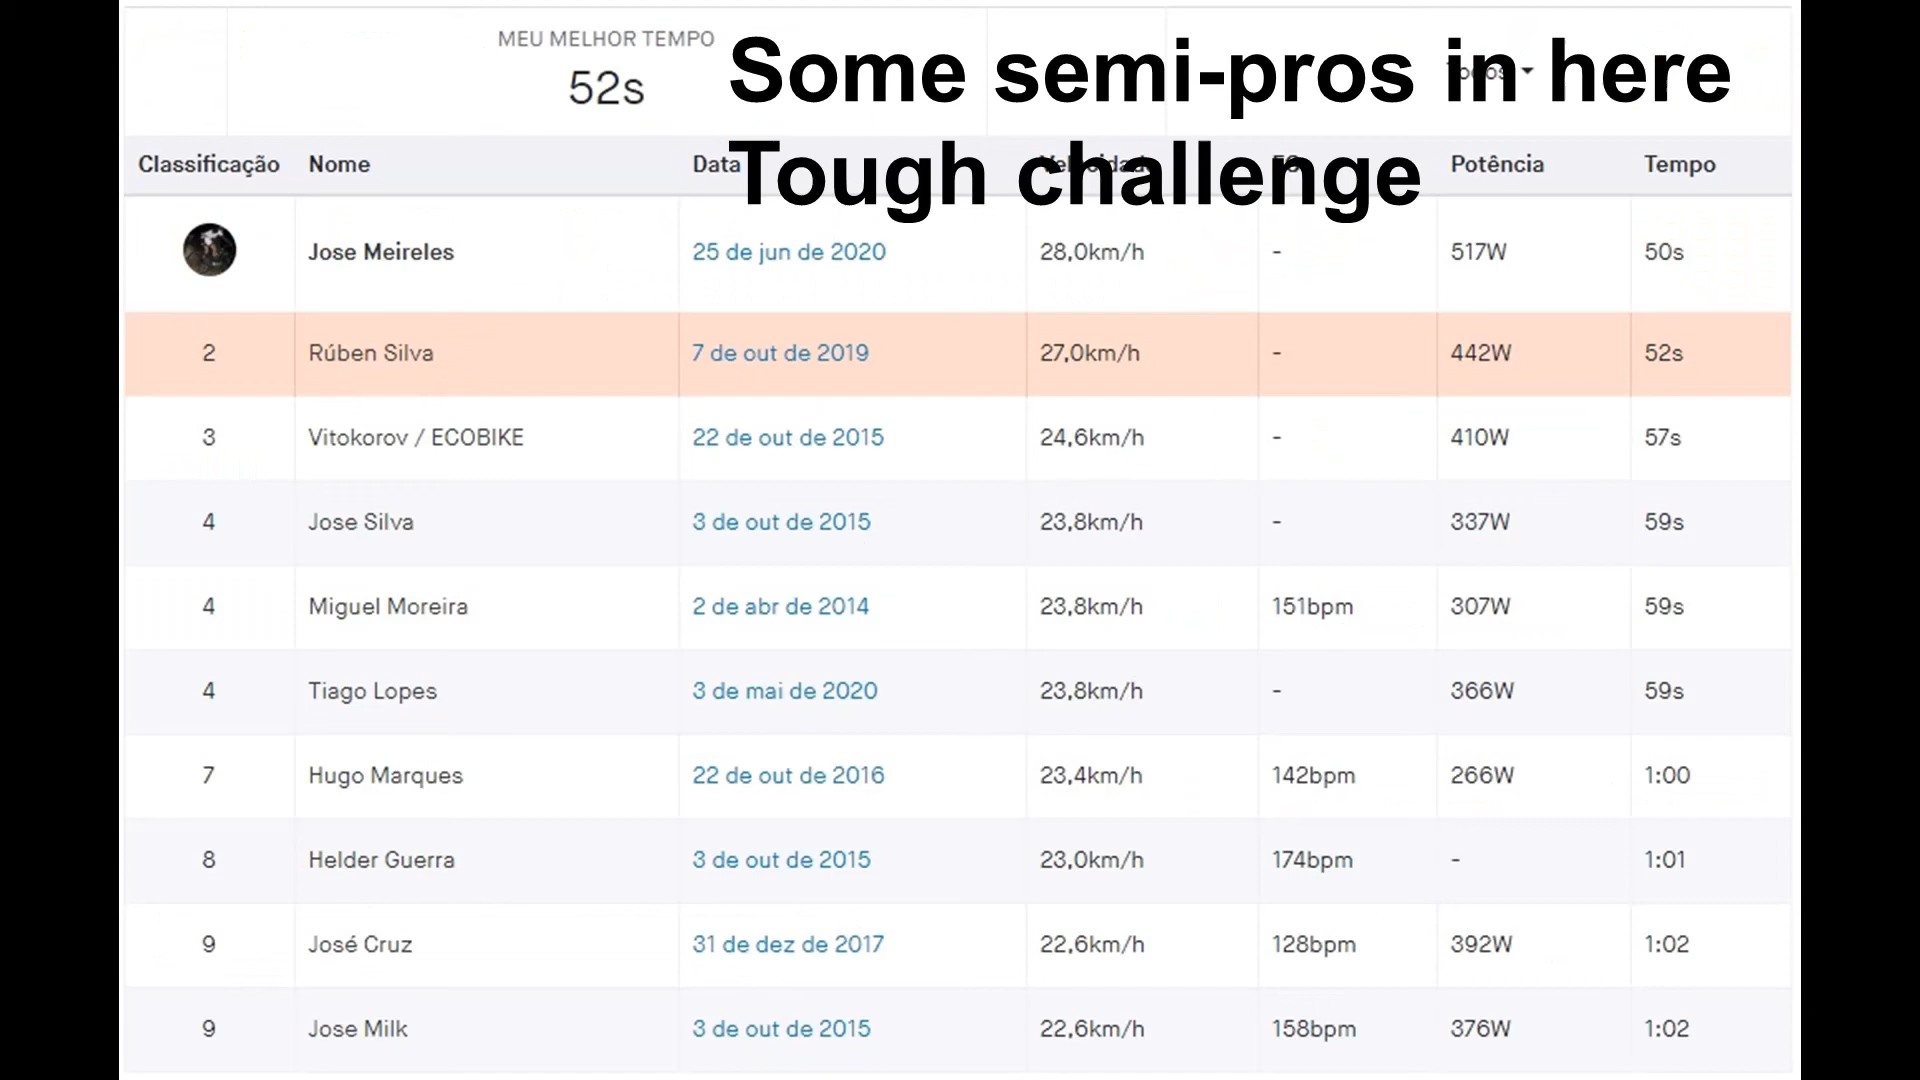 MEU MELHOR TEMPO
52s
Some semi-pros in here
Tough challenge
Classificação Nome Data Potência Tempo
Jose Meireles 25 de jun de 2020 28,0km/h - 517W 50s
2 Rúben Silva 7 de out de 2019 27,0km/h - 442W 52s
3 Vitokorov / ECOBIKE 22 de out de 2015 24,6km/h - 410W 57s
4 Jose Silva 3 de out de 2015 23,8km/h - 337W 59s
4 Miguel Moreira 2 de abr de 2014 23,8km/h 151bpm 307W 59s
4 Tiago Lopes 3 de mai de 2020 23,8km/h - 366W 59s
7 Hugo Marques 22 de out de 2016 23,4km/h 142bpm 266W 1:00
8 Helder Guerra 3 de out de 2015 23,0km/h 174bpm - 1:01
9 José Cruz 31 de dez de 2017 22,6km/h 128bpm 392W 1:02
9 Jose Milk 3 de out de 2015 22,6km/h 158bpm 376W 1:02